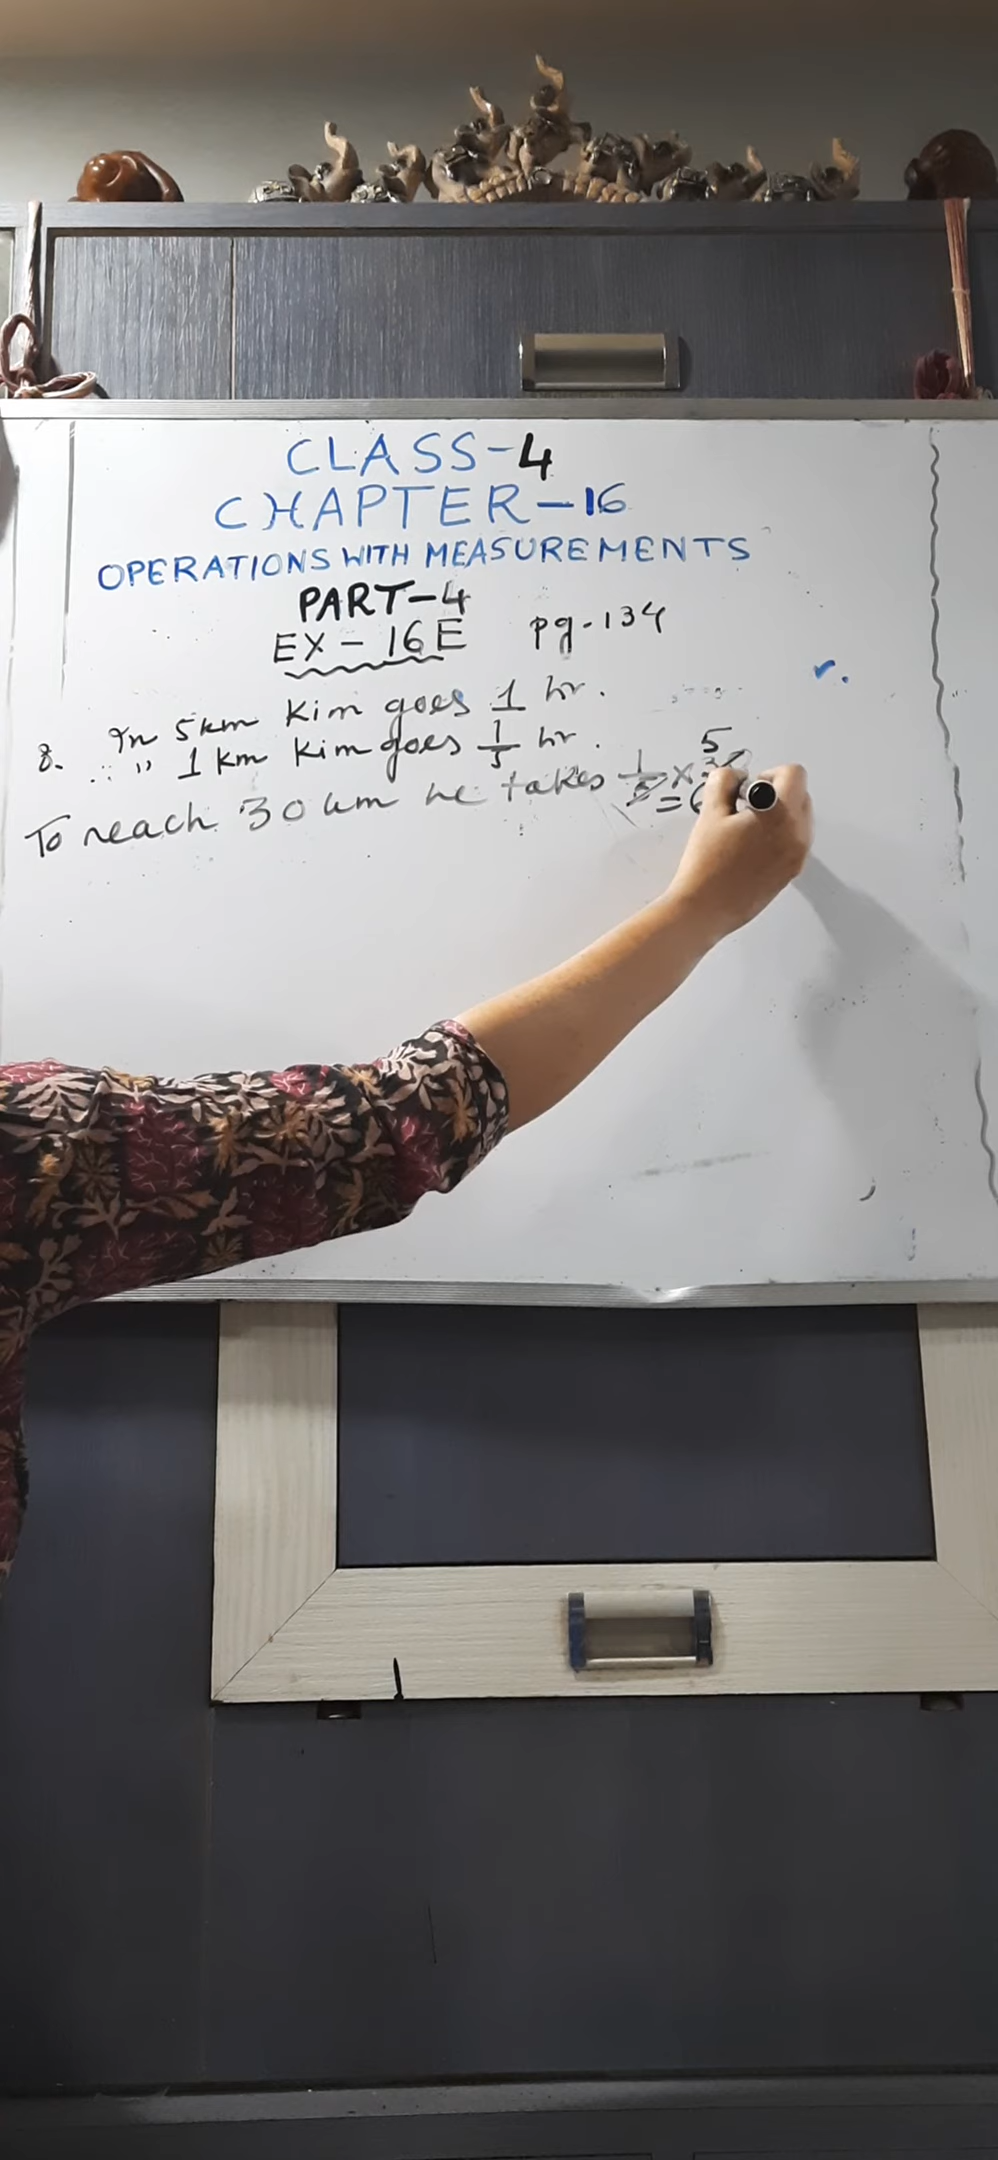 CLASS-4
CHAPTER-16
OPERATIONS WITH MEASUREMENTS
PART-4
EX-16E pg-134
8. In 5km Kim goes 1 hr.
∴ " 1 km Kim goes 1/5 hr.
5
To reach 30 km he takes 1/5 ×
=